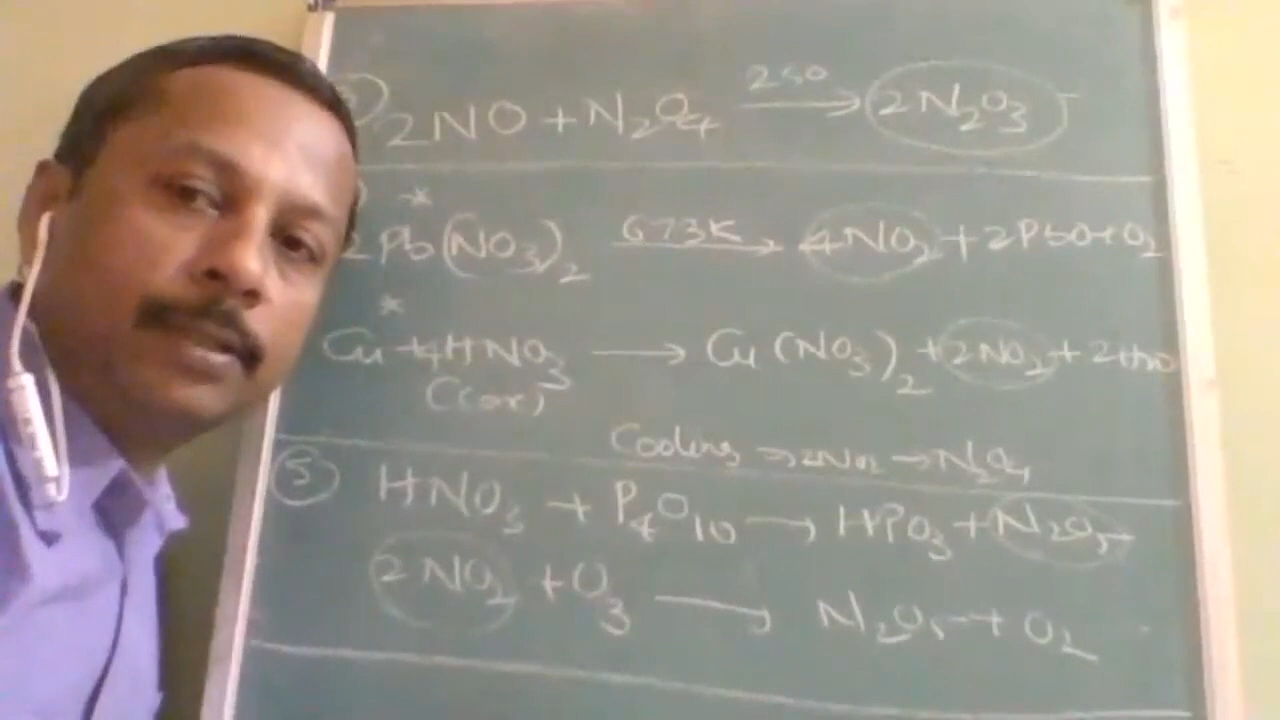 2NO + N₂O₄ 250 → 2N₂O₃
*
2Pb(NO₃)₂ 673K → 4NO₂ + 2PbO + O₂
*
Cu + 4HNO₃ → Cu(NO₃)₂ + 2NO₂ + 2H₂O
Cooling → 2NO₂ → N₂O₄
5 HNO₃ + P₄O₁₀ → HPO₃ + N₂O₅
2NO₂ + O₃ → N₂O₅ + O₂